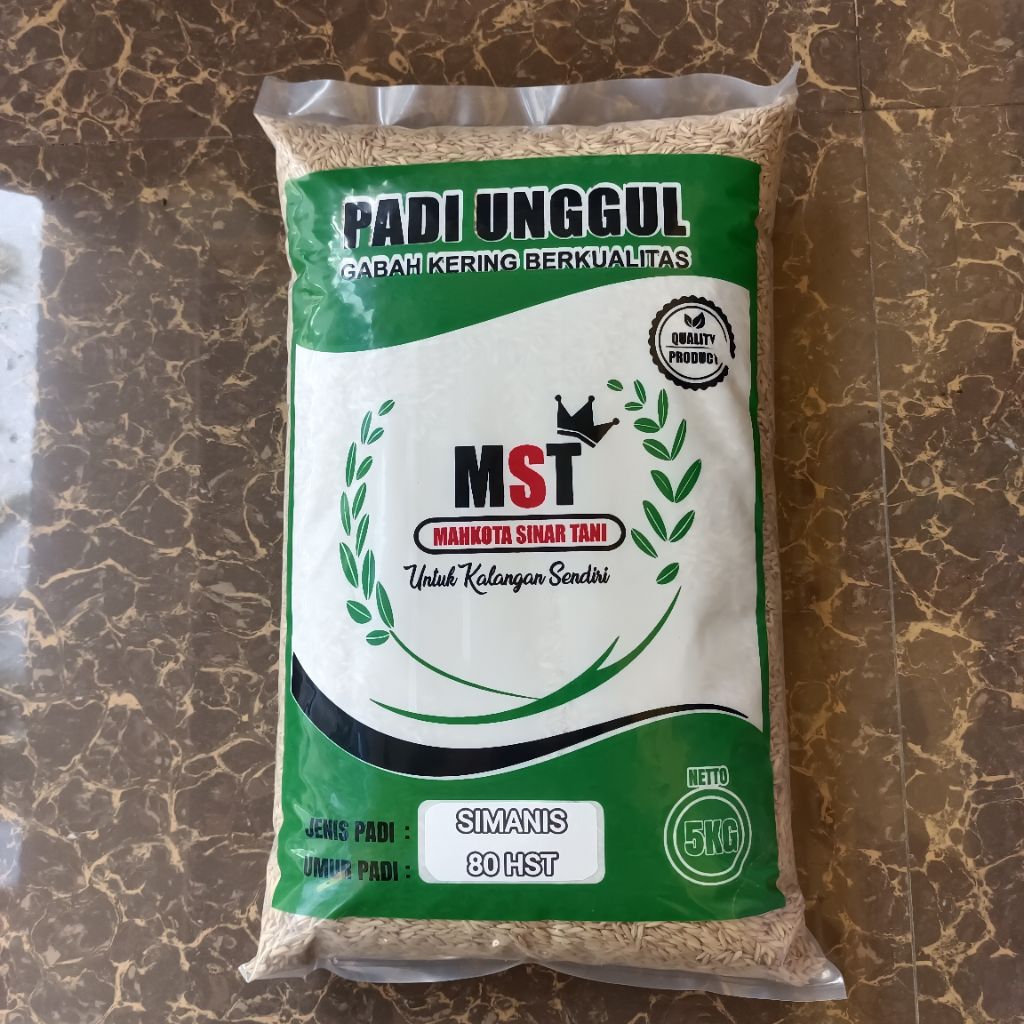 PADI UNGGUL
GABAH KERING BERKUALITAS
QUALITY
PRODUCT
MST
MAHKOTA SINAR TANI
Untuk Kalangan Sendiri
NETTO
5KG
JENIS PADI : SIMANIS
UMUR PADI : 80 HST